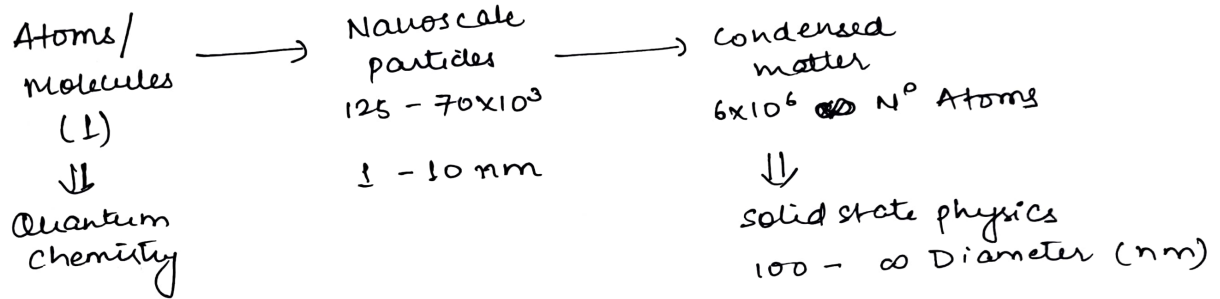 Atoms/
Molecules
(1)
⇓
Quantum
chemistry
→
Nanoscale
particles
125 - 70x10³
1 - 10 nm
→
Condensed
matter
6x10⁶ ∞ Nº Atoms
⇓
Solid state physics
100 - ∞ Diameter (nm)